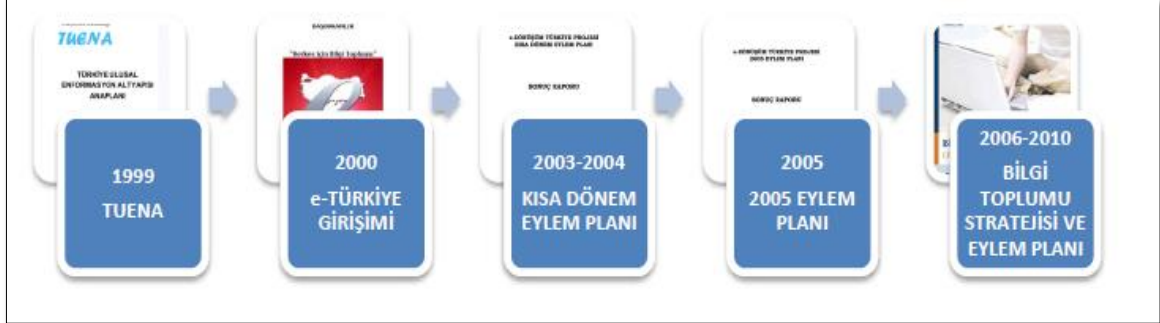 TUENA
TÜRKİYE ULUSAL
ENFORMASYON ALTYAPISI
ANAPLANI
1999
TUENA
BAŞBAKANLIK
"Herkes için Bilgi Toplumu"
2000
e-TÜRKİYE
GİRİŞİMİ
e-DÖNÜŞÜM TÜRKİYE PROJESİ
KISA DÖNEM EYLEM PLANI
SONUÇ RAPORU
2003-2004
KISA DÖNEM
EYLEM PLANI
e-DÖNÜŞÜM TÜRKİYE PROJESİ
2005 EYLEM PLANI
SONUÇ RAPORU
2005
2005 EYLEM
PLANI
2006-2010
BİLGİ
TOPLUMU
STRATEJİSİ VE
EYLEM PLANI